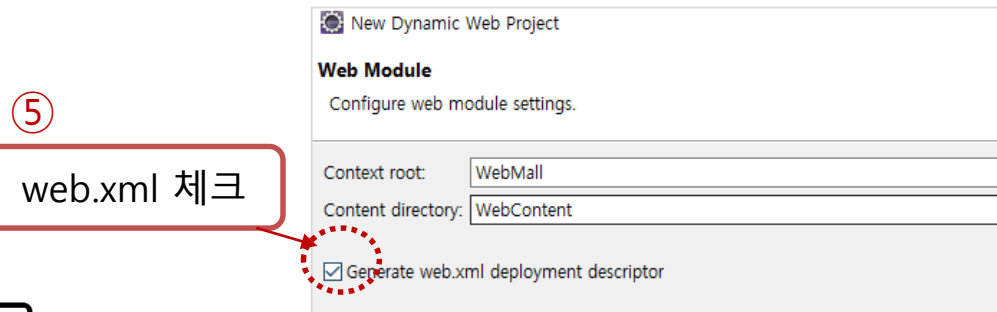 New Dynamic Web Project
Web Module
Configure web module settings.
⑤
web.xml 체크
Context root: WebMall
Content directory: WebContent
Generate web.xml deployment descriptor